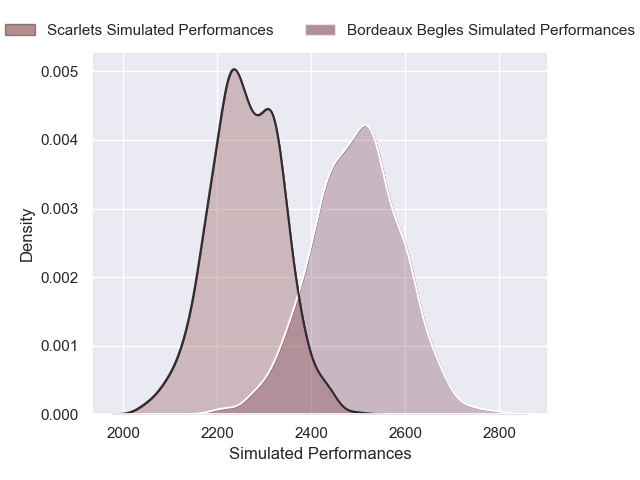 Scarlets Simulated Performances Bordeaux Begles Simulated Performances
0.005
0.004
0.003
0.002
0.001
0.000
Density
2000 2200 2400 2600 2800
Simulated Performances